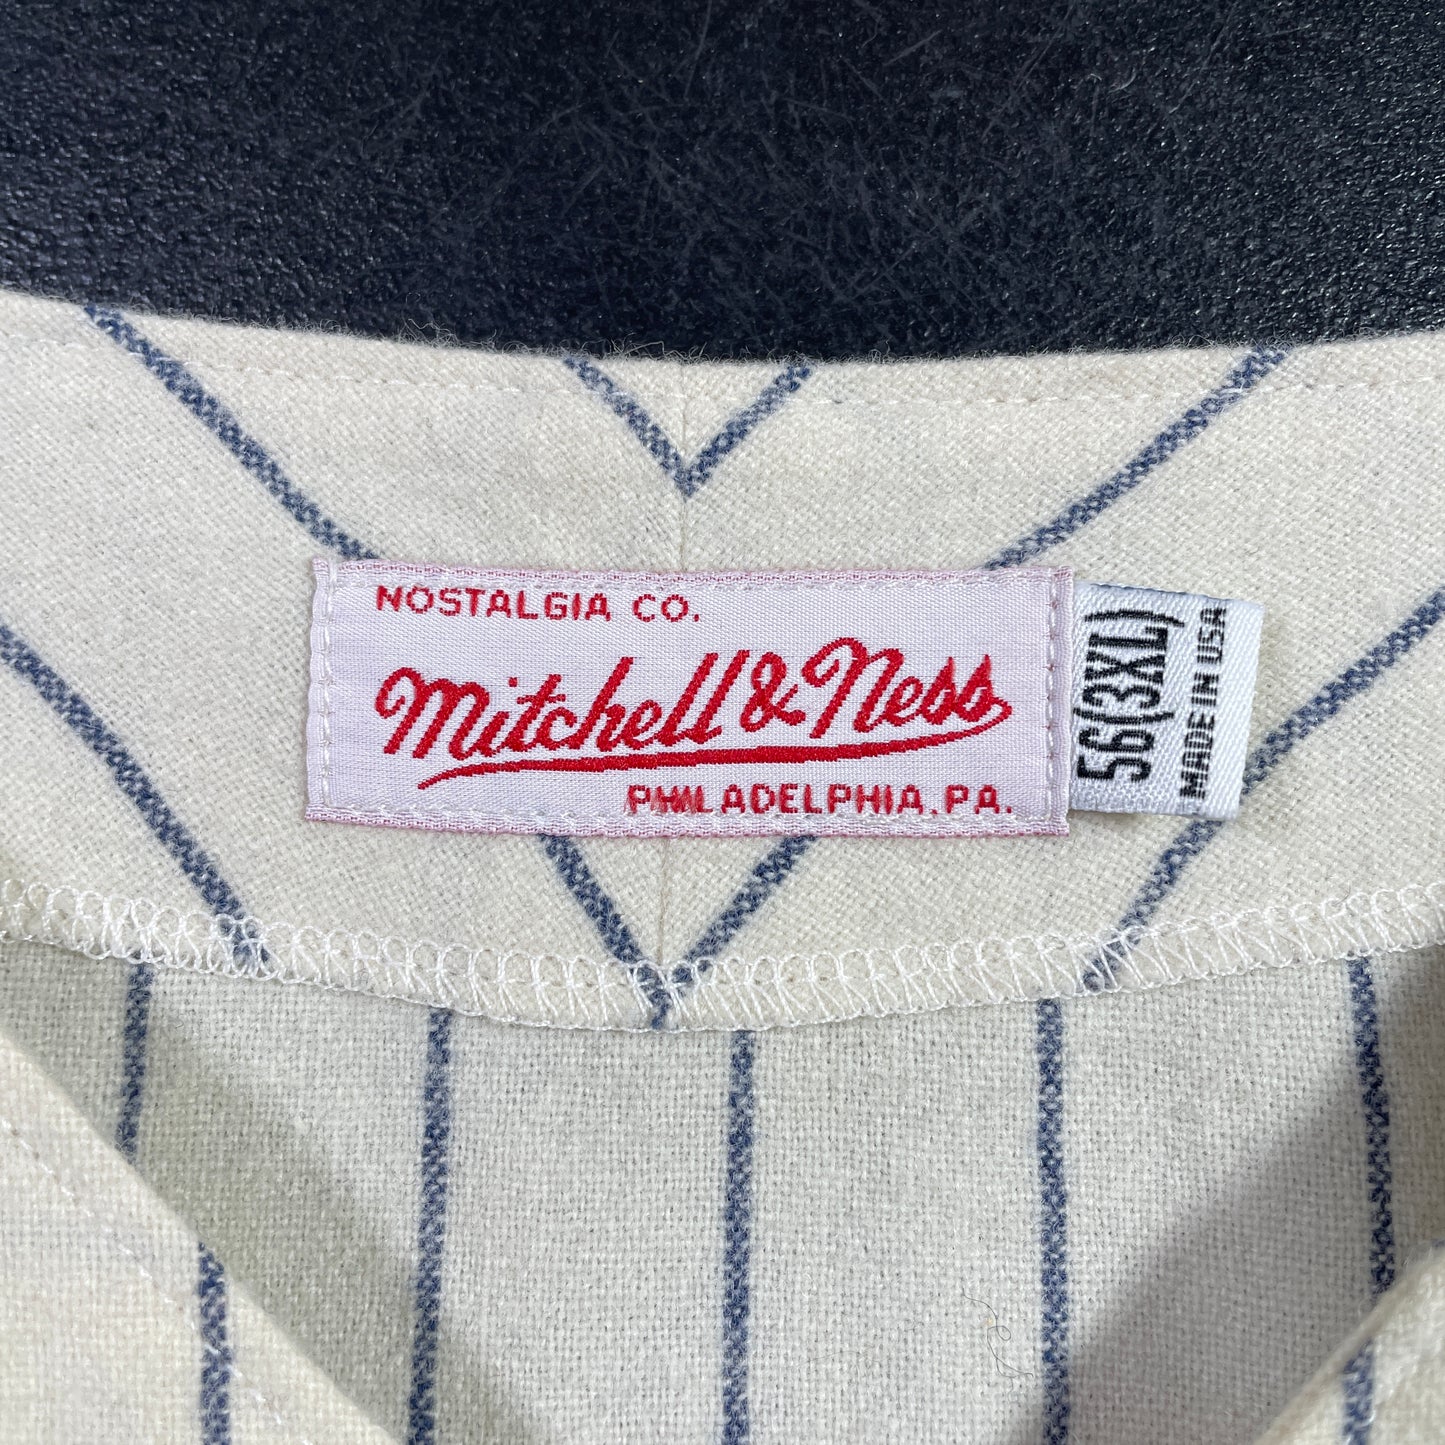 NOSTALGIA CO.
Mitchell & Ness
PHILADELPHIA, PA.
56(3XL)
MADE IN USA